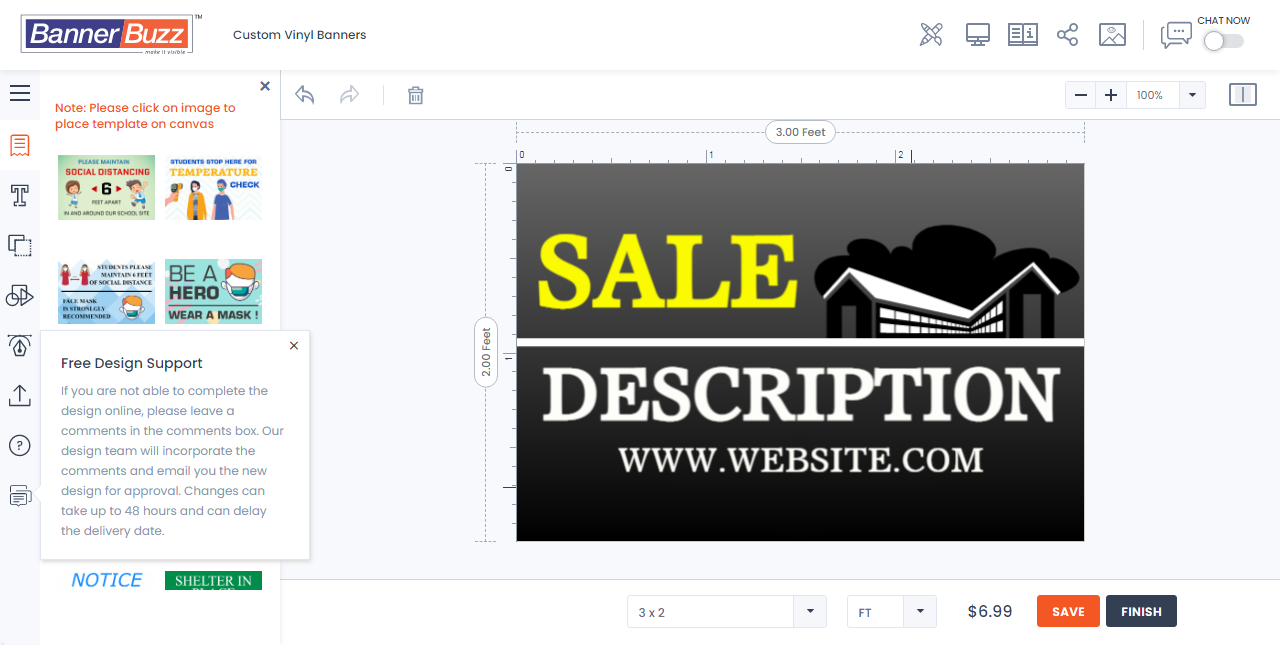 BannerBuzz™
make it visible
Custom Vinyl Banners
CHAT NOW
Note: Please click on image to
place template on canvas
100%
3.00 Feet
0
1
2
0
1
2.00 Feet
PLEASE MAINTAIN
SOCIAL DISTANCING
6
FEET APART
IN AND AROUND OUR SCHOOL SITE
STUDENTS STOP HERE FOR
TEMPERATURE
CHECK
STUDENTS PLEASE
MAINTAIN 6 FEET
OF SOCIAL DISTANCE
FACE MASK
IS STRONLGLY
RECOMMENDED
BE A
HERO
WEAR A MASK !
Free Design Support
If you are not able to complete the
design online, please leave a
comments in the comments box. Our
design team will incorporate the
comments and email you the new
design for approval. Changes can
take up to 48 hours and can delay
the delivery date.
NOTICE
SHELTER IN
PLACE
SALE
DESCRIPTION
WWW.WEBSITE.COM
3 x 2
FT
$6.99
SAVE
FINISH